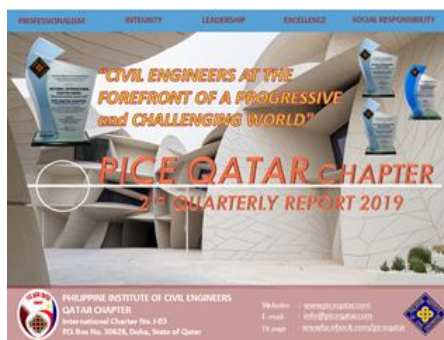 PROFESSIONALISM INTEGRITY LEADERSHIP EXCELLENCE SOCIAL RESPONSIBILITY
"CIVIL ENGINEERS AT THE
FOREFRONT OF A PROGRESSIVE
and CHALLENGING WORLD"
PICE QATAR CHAPTER
QUARTERLY REPORT 2019
PHILIPPINE INSTITUTE OF CIVIL ENGINEERS
QATAR CHAPTER
International Charter No. I-03
P.O. Box No. 30628, Doha, State of Qatar
Website : www.piceqatar.com
E-mail : info@piceqatar.com
FB page : www.facebook.com/piceqatar